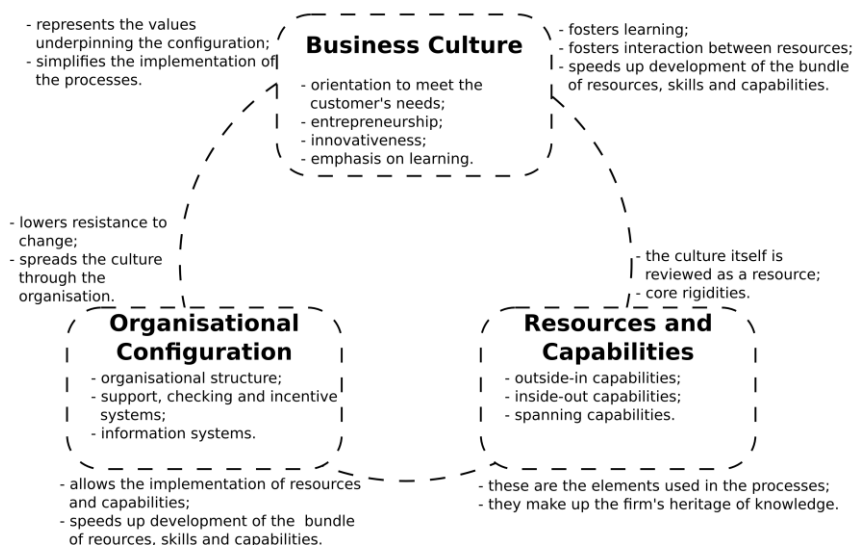 - represents the values
underpinning the configuration;
- simplifies the implementation of
the processes.
Business Culture
- orientation to meet the
customer's needs;
- entrepreneurship;
- innovativeness;
- emphasis on learning.
- fosters learning;
- fosters interaction between resources;
- speeds up development of the bundle
of resources, skills and capabilities.
- lowers resistance to
change;
- spreads the culture
through the
organisation.
- the culture itself is
reviewed as a resource;
- core rigidities.
Organisational
Configuration
- organisational structure;
- support, checking and incentive
systems;
- information systems.
Resources and
Capabilities
- outside-in capabilities;
- inside-out capabilities;
- spanning capabilities.
- allows the implementation of resources
and capabilities;
- speeds up development of the bundle
of reources, skills and capabilities.
- these are the elements used in the processes;
- they make up the firm's heritage of knowledge.